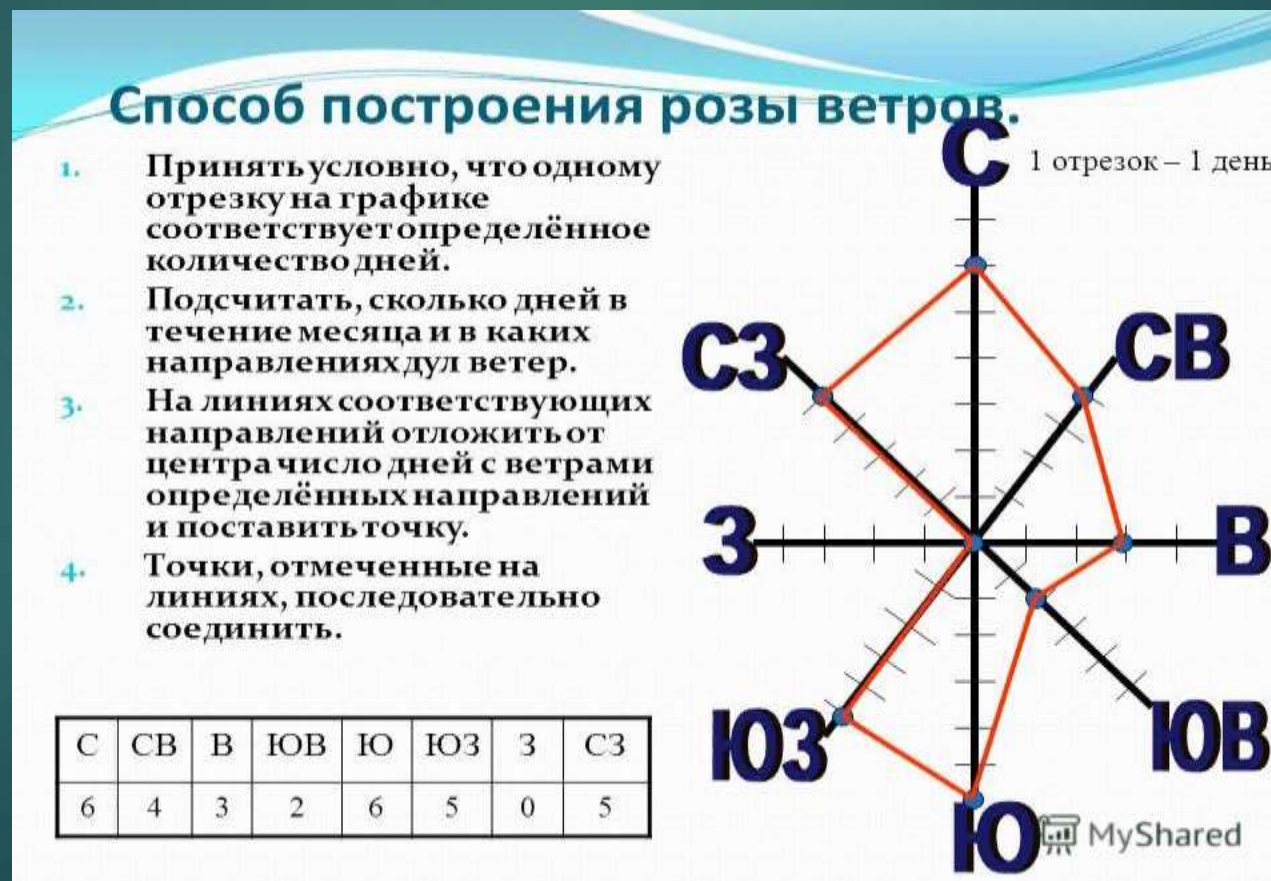 Способ построения розы ветров.
1. Принять условно, что одному
отрезку на графике
соответствует определённое
количество дней.
2. Подсчитать, сколько дней в
течение месяца и в каких
направлениях дул ветер.
3. На линиях соответствующих
направлений отложить от
центра число дней с ветрами
определённых направлений
и поставить точку.
4. Точки, отмеченные на
линиях, последовательно
соединить.
С СВ В ЮВ Ю ЮЗ З СЗ
6 4 3 2 6 5 0 5
1 отрезок – 1 день
С
СЗ СВ
З В
ЮЗ ЮВ
Ю
MyShared